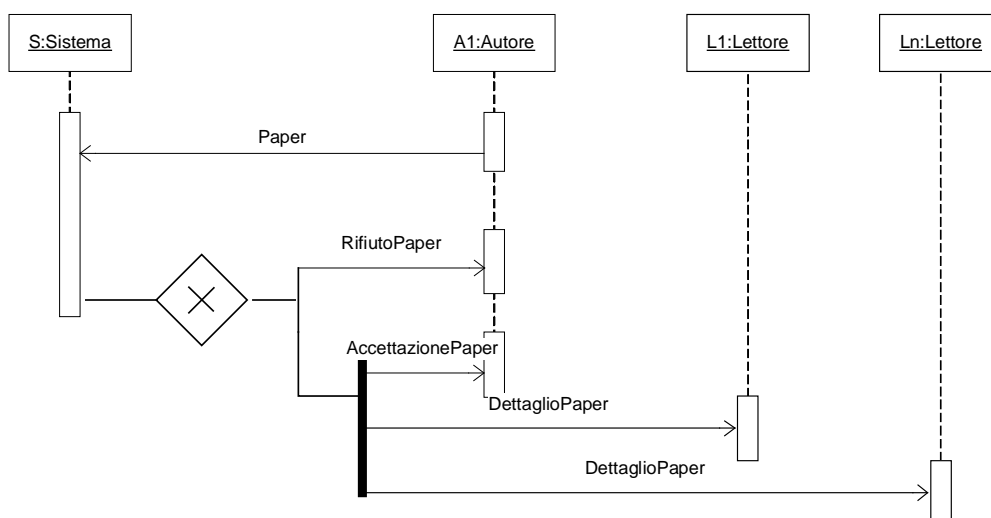 S:Sistema
A1:Autore
L1:Lettore
Ln:Lettore
Paper
RifiutoPaper
AccettazionePaper
DettaglioPaper
DettaglioPaper